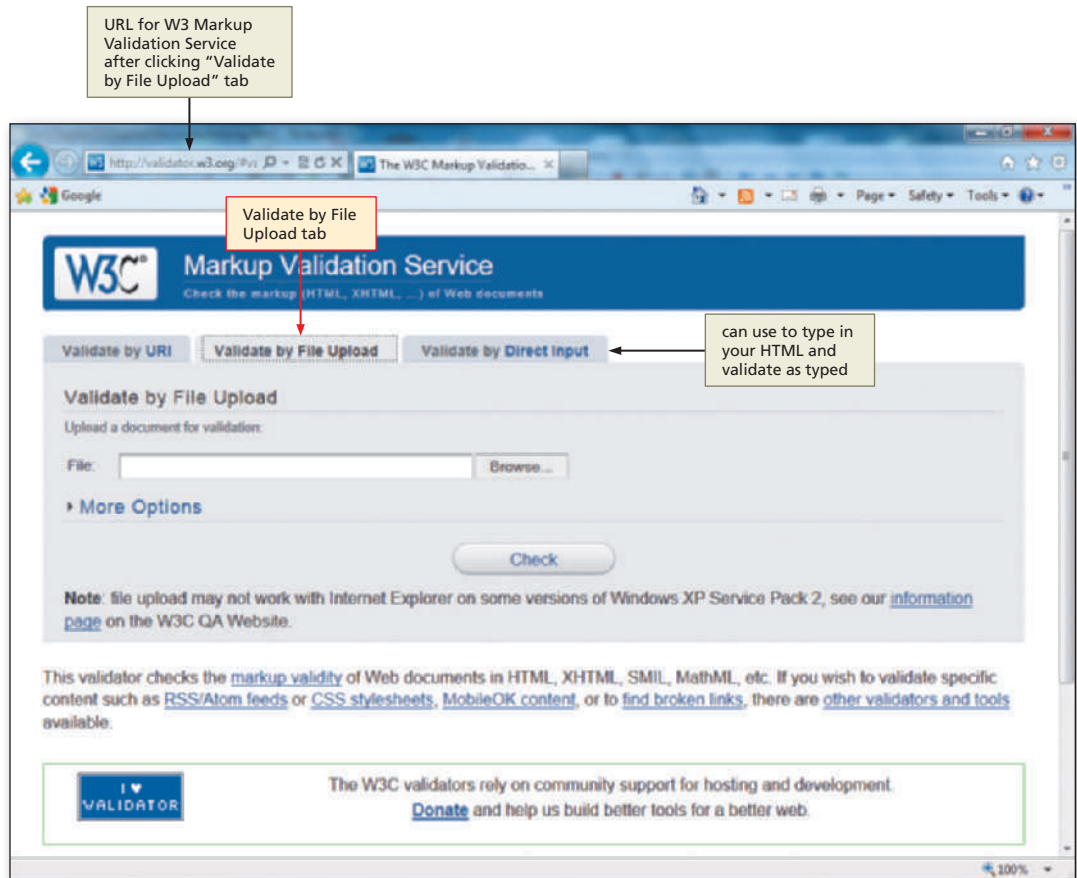 URL for W3 Markup
Validation Service
after clicking “Validate
by File Upload” tab
http://validator.w3.org/#v
The W3C Markup Validatio...
Google
Page
Safety
Tools
Validate by File
Upload tab
W3C®
Markup Validation Service
Check the markup (HTML, XHTML, ...) of Web documents
can use to type in
your HTML and
validate as typed
Validate by URI
Validate by File Upload
Validate by Direct Input
Validate by File Upload
Upload a document for validation:
File:
Browse...
More Options
Check
Note: file upload may not work with Internet Explorer on some versions of Windows XP Service Pack 2, see our information
page on the W3C QA Website.
This validator checks the markup validity of Web documents in HTML, XHTML, SMIL, MathML, etc. If you wish to validate specific
content such as RSS/Atom feeds or CSS stylesheets, MobileOK content, or to find broken links, there are other validators and tools
available.
I ♥
VALIDATOR
The W3C validators rely on community support for hosting and development.
Donate and help us build better tools for a better web.
100%